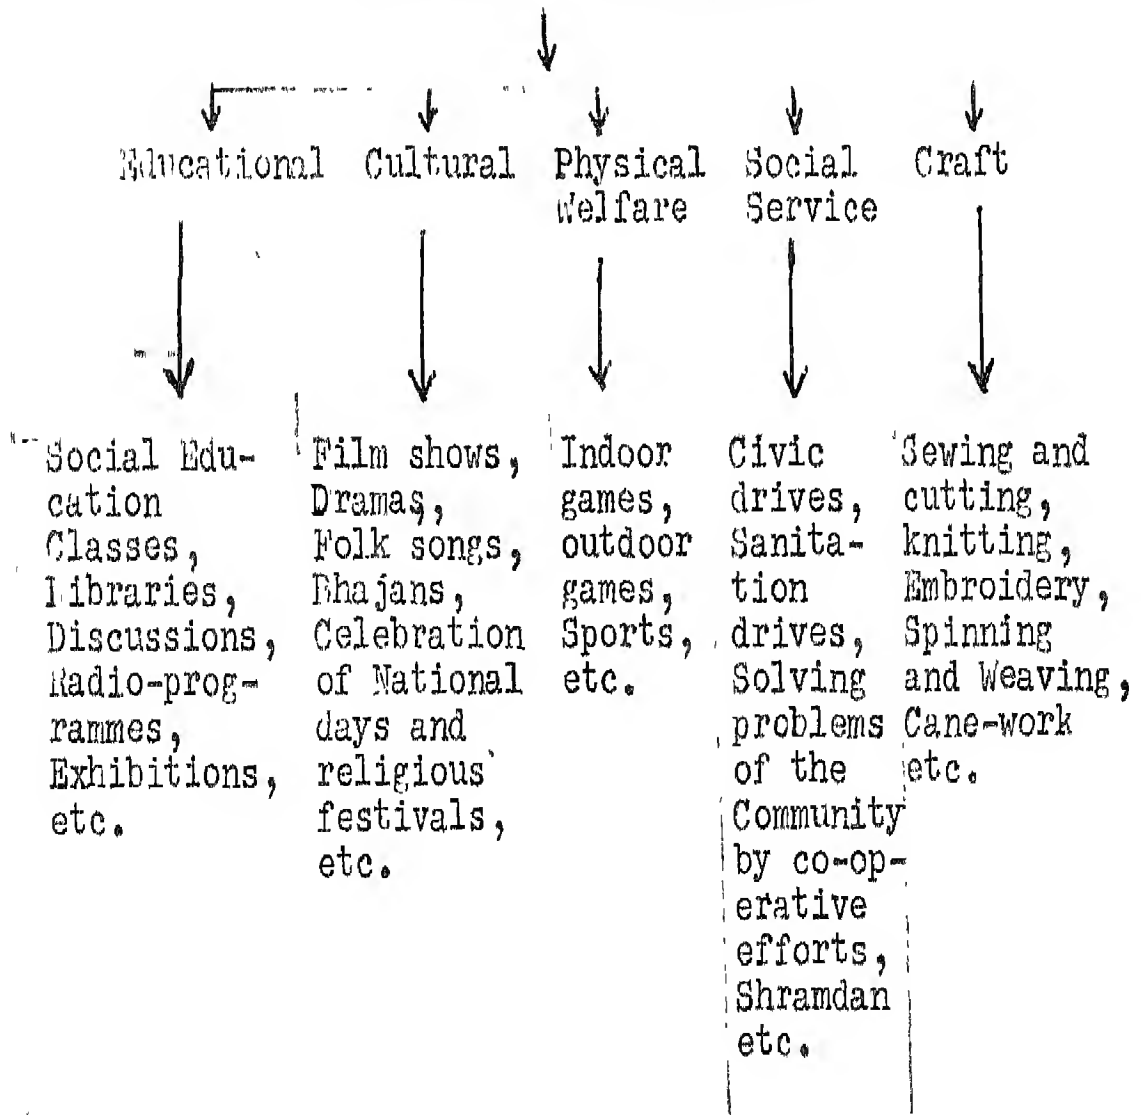 Educational
Cultural
Physical
Welfare
Social
Service
Craft
Social Edu-
cation
Classes,
Libraries,
Discussions,
Radio-prog-
rammes,
Exhibitions,
etc.
Film shows,
Dramas,
Folk songs,
Bhajans,
Celebration
of National
days and
religious
festivals,
etc.
Indoor
games,
outdoor
games,
Sports,
etc.
Civic
drives,
Sanita-
tion
drives,
Solving
problems
of the
Community
by co-op-
erative
efforts,
Shramdan
etc.
Sewing and
cutting,
knitting,
Embroidery,
Spinning
and Weaving,
Cane-work
etc.